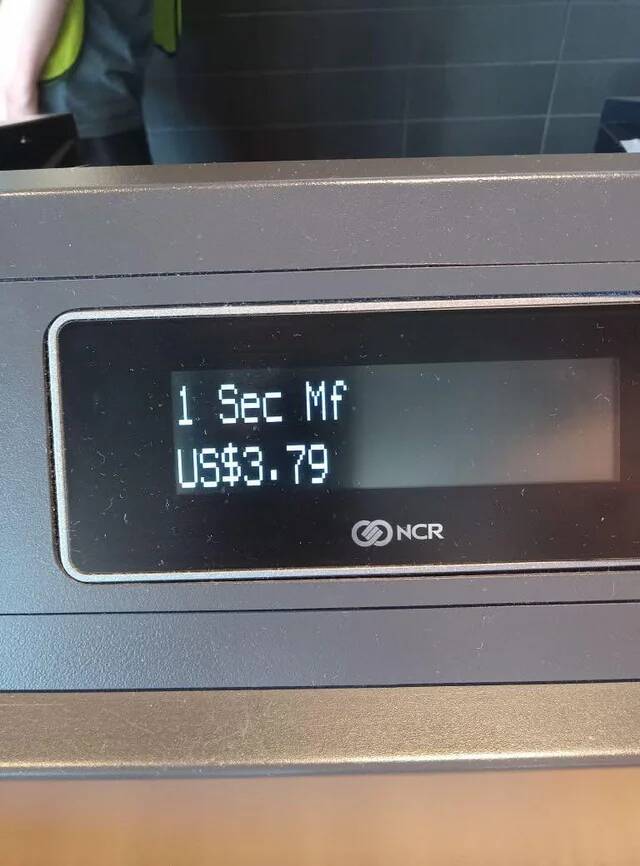 1 Sec Mf
US$3.79
NCR